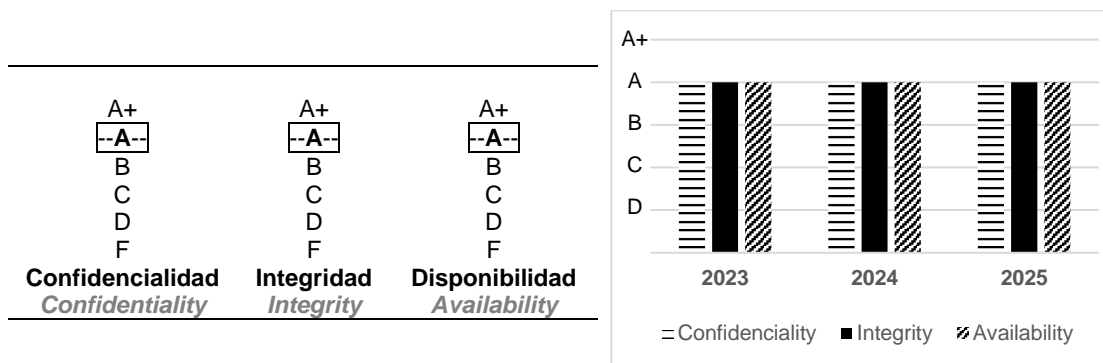 A+ A+ A+
--A-- --A-- --A--
B B B
C C C
D D D
F F F
Confidencialidad Integridad Disponibilidad
Confidentiality Integrity Availability
A+
A
B
C
D
2023 2024 2025
Confidenciality Integrity Availability